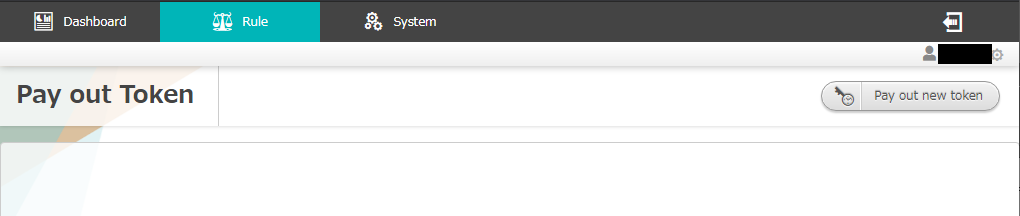 Dashboard Rule System
Pay out Token
Pay out new token